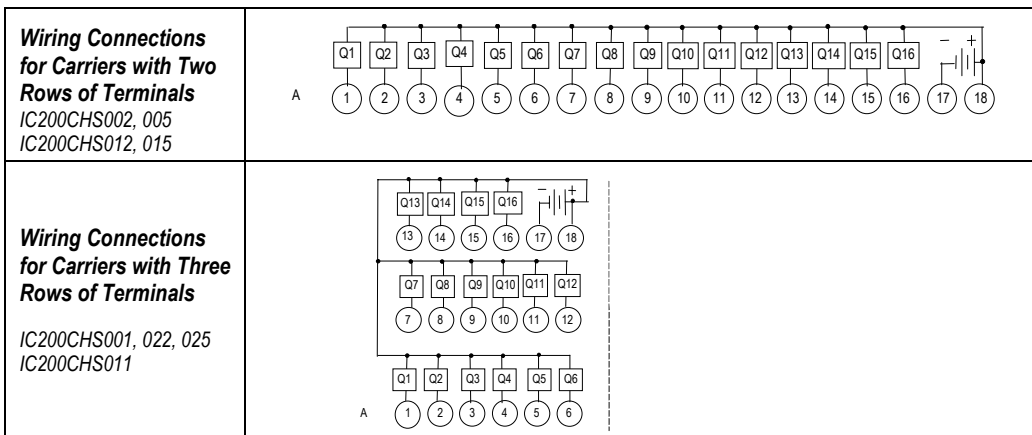 Wiring Connections
for Carriers with Two
Rows of Terminals
IC200CHS002, 005
IC200CHS012, 015
Q1 Q2 Q3 Q4 Q5 Q6 Q7 Q8 Q9 Q10 Q11 Q12 Q13 Q14 Q15 Q16 – +
A 1 2 3 4 5 6 7 8 9 10 11 12 13 14 15 16 17 18
Wiring Connections
for Carriers with Three
Rows of Terminals
IC200CHS001, 022, 025
IC200CHS011
Q13 Q14 Q15 Q16 – +
13 14 15 16 17 18
Q7 Q8 Q9 Q10 Q11 Q12
7 8 9 10 11 12
Q1 Q2 Q3 Q4 Q5 Q6
A 1 2 3 4 5 6